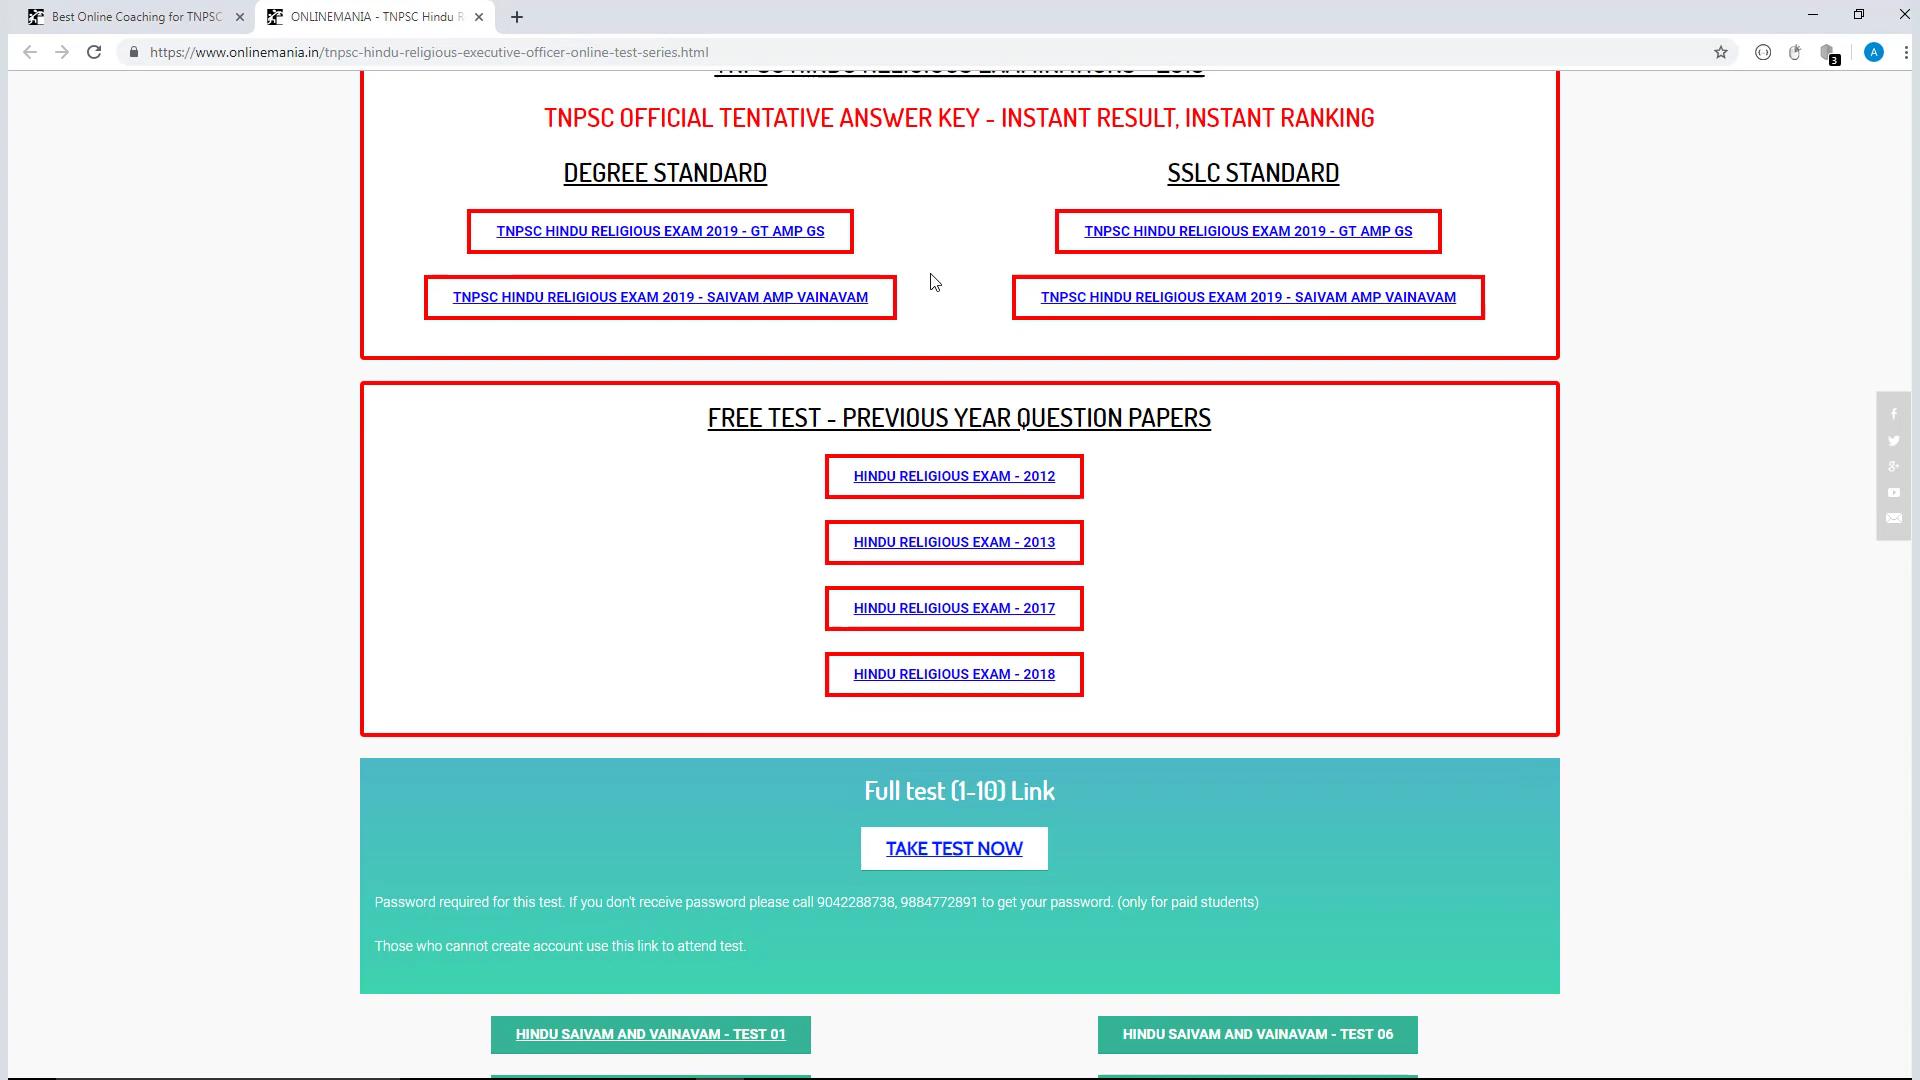 Best Online Coaching for TNPSC
ONLINEMANIA - TNPSC Hindu R
https://www.onlinemania.in/tnpsc-hindu-religious-executive-officer-online-test-series.html
3
A
TNPSC HINDU RELIGIOUS EXAMINATIONS - 2019
TNPSC OFFICIAL TENTATIVE ANSWER KEY - INSTANT RESULT, INSTANT RANKING
DEGREE STANDARD
SSLC STANDARD
TNPSC HINDU RELIGIOUS EXAM 2019 - GT AMP GS
TNPSC HINDU RELIGIOUS EXAM 2019 - GT AMP GS
TNPSC HINDU RELIGIOUS EXAM 2019 - SAIVAM AMP VAINAVAM
TNPSC HINDU RELIGIOUS EXAM 2019 - SAIVAM AMP VAINAVAM
FREE TEST - PREVIOUS YEAR QUESTION PAPERS
HINDU RELIGIOUS EXAM - 2012
HINDU RELIGIOUS EXAM - 2013
HINDU RELIGIOUS EXAM - 2017
HINDU RELIGIOUS EXAM - 2018
Full test (1-10) Link
TAKE TEST NOW
Password required for this test. If you don't receive password please call 9042288738, 9884772891 to get your password. (only for paid students)
Those who cannot create account use this link to attend test.
HINDU SAIVAM AND VAINAVAM - TEST 01
HINDU SAIVAM AND VAINAVAM - TEST 06